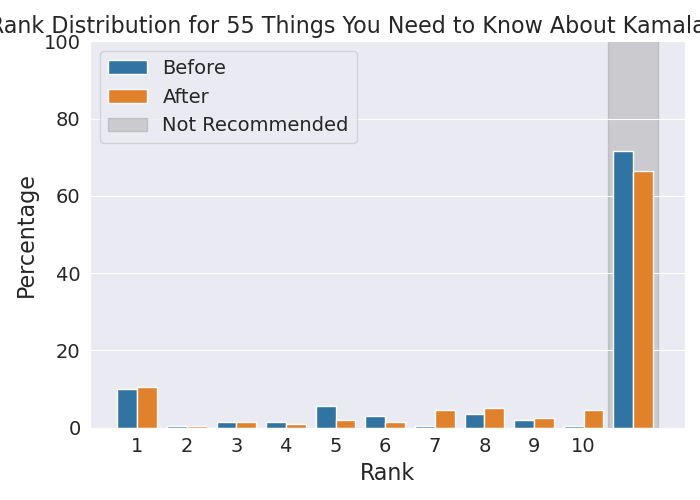 Rank Distribution for 55 Things You Need to Know About Kamala
100
80
60
40
20
0
Percentage
Before
After
Not Recommended
1 2 3 4 5 6 7 8 9 10
Rank